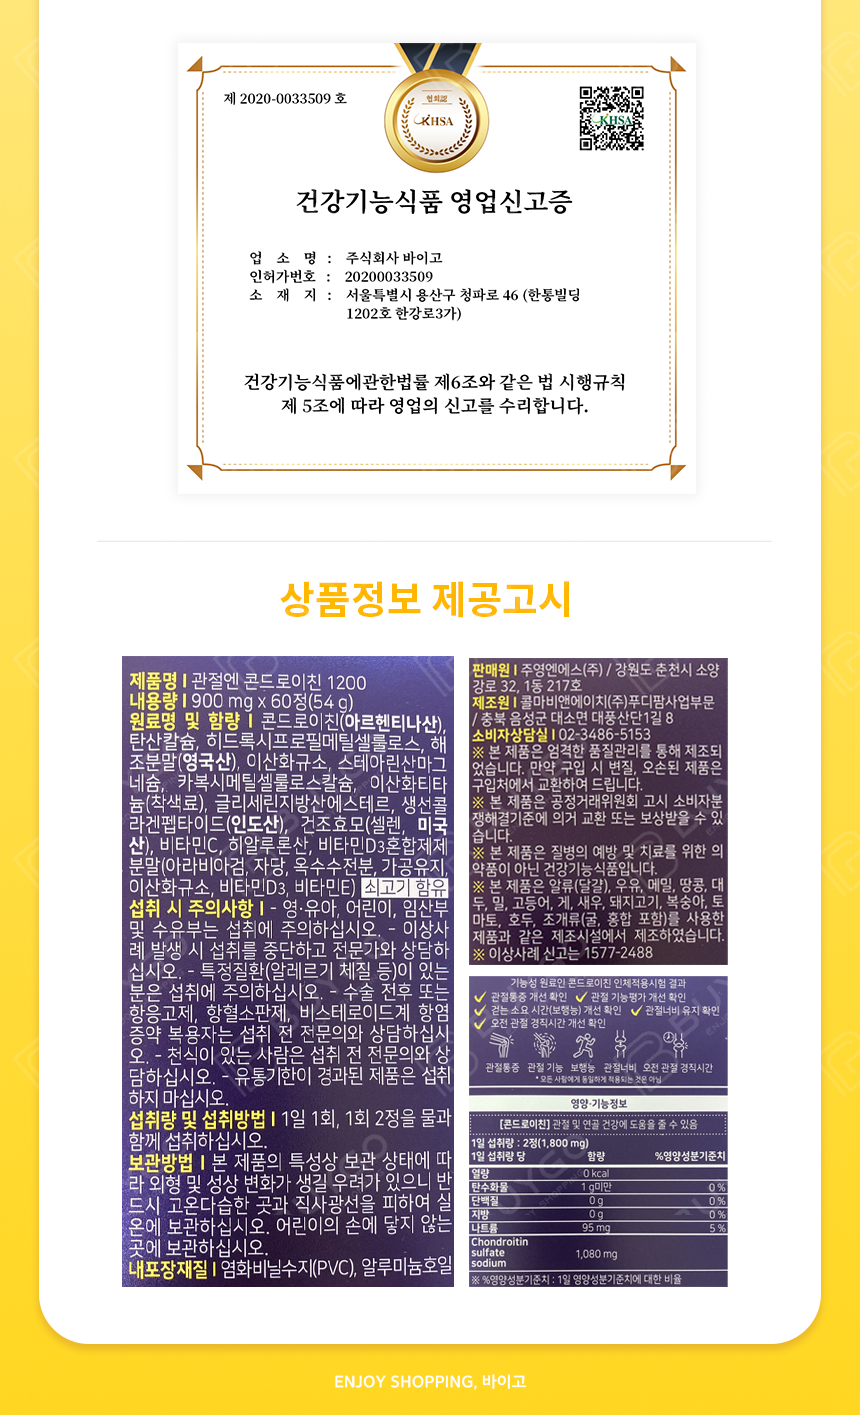 제 2020-0033509 호
협회認
KHSA
KHSA
건강기능식품 영업신고증
업 소 명 : 주식회사 바이고
인허가번호 : 20200033509
소 재 지 : 서울특별시 용산구 청파로 46 (한통빌딩
1202호 한강로3가)
건강기능식품에관한법률 제6조와 같은 법 시행규칙
제 5조에 따라 영업의 신고를 수리합니다.
상품정보 제공고시
제품명 | 관절엔 콘드로이친 1200
내용량 | 900 mg x 60정(54 g)
원료명 및 함량 | 콘드로이친(아르헨티나산),
탄산칼슘, 히드록시프로필메틸셀룰로스, 해
조분말(영국산), 이산화규소, 스테아린산마그
네슘, 카복시메틸셀룰로스칼슘, 이산화티타
늄(착색료), 글리세린지방산에스테르, 생선콜
라겐펩타이드(인도산), 건조효모(셀렌, 미국
산), 비타민C, 히알루론산, 비타민D3혼합제제
분말(아라비아검, 자당, 옥수수전분, 가공유지,
이산화규소, 비타민D3, 비타민E) 쇠고기 함유
섭취 시 주의사항 | - 영·유아, 어린이, 임산부
및 수유부는 섭취에 주의하십시오. - 이상사
례 발생 시 섭취를 중단하고 전문가와 상담하
십시오. - 특정질환(알레르기 체질 등)이 있는
분은 섭취에 주의하십시오. - 수술 전후 또는
항응고제, 항혈소판제, 비스테로이드계 항염
증약 복용자는 섭취 전 전문의와 상담하십시
오. - 천식이 있는 사람은 섭취 전 전문의와 상
담하십시오. - 유통기한이 경과된 제품은 섭취
하지 마십시오.
섭취량 및 섭취방법 | 1일 1회, 1회 2정을 물과
함께 섭취하십시오.
보관방법 | 본 제품의 특성상 보관 상태에 따
라 외형 및 성상 변화가 생길 우려가 있으니 반
드시 고온다습한 곳과 직사광선을 피하여 실
온에 보관하십시오. 어린이의 손에 닿지 않는
곳에 보관하십시오.
내포장재질 | 염화비닐수지(PVC), 알루미늄호일
판매원 | 주영엔에스(주) / 강원도 춘천시 소양
강로 32, 1동 217호
제조원 | 콜마비앤에이치(주)푸디팜사업부문
/ 충북 음성군 대소면 대풍산단1길 8
소비자상담실 | 02-3486-5153
※ 본 제품은 엄격한 품질관리를 통해 제조되
었습니다. 만약 구입 시 변질, 오손된 제품은
구입처에서 교환하여 드립니다.
※ 본 제품은 공정거래위원회 고시 소비자분
쟁해결기준에 의거 교환 또는 보상받을 수 있
습니다.
※ 본 제품은 질병의 예방 및 치료를 위한 의
약품이 아닌 건강기능식품입니다.
※ 본 제품은 알류(달걀), 우유, 메밀, 땅콩, 대
두, 밀, 고등어, 게, 새우, 돼지고기, 복숭아, 토
마토, 호두, 조개류(굴, 홍합 포함)를 사용한
제품과 같은 제조시설에서 제조하였습니다.
※ 이상사례 신고는 1577-2488
기능성 원료인 콘드로이친 인체적용시험 결과
관절통증 개선 확인 관절 기능평가 개선 확인
걷는 소요 시간(보행능) 개선 확인 관절너비 유지 확인
오전 관절 경직시간 개선 확인
관절통증 관절 기능 보행능 관절너비 오전 관절 경직시간
* 모든 사람에게 동일하게 적용되는 것은 아님
영양·기능정보
[콘드로이친] 관절 및 연골 건강에 도움을 줄 수 있음
1일 섭취량 : 2정(1,800 mg)
1일 섭취량 당 함량 %영양성분기준치
열량 0 kcal
탄수화물 1 g미만 0 %
단백질 0 g 0 %
지방 0 g 0 %
나트륨 95 mg 5 %
Chondroitin
sulfate
sodium 1,080 mg
※ %영양성분기준치 : 1일 영양성분기준치에 대한 비율
ENJOY SHOPPING, 바이고